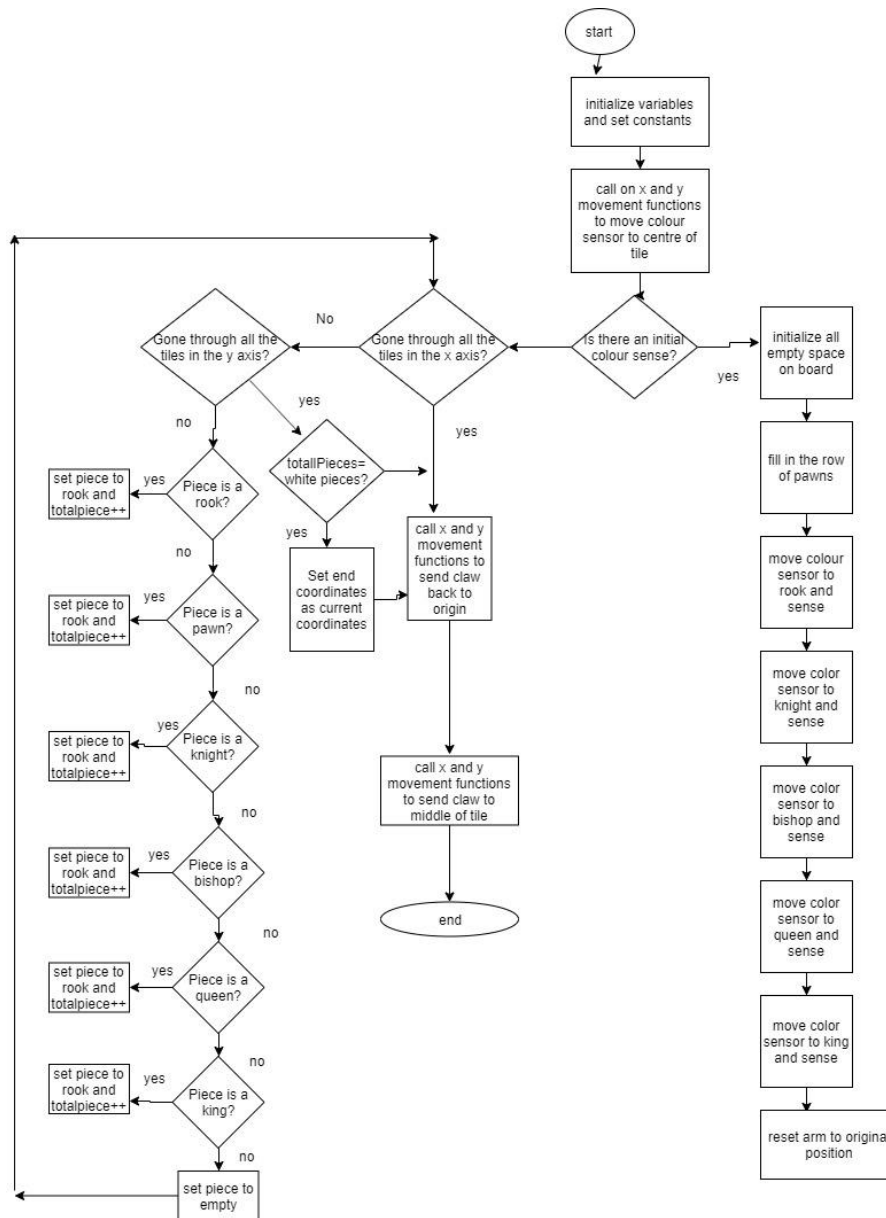 start
initialize variables
and set constants
call on x and y
movement functions
to move colour
sensor to centre of
tile
Is there an initial
colour sense?
yes
initialize all
empty space
on board
fill in the row
of pawns
move colour
sensor to
rook and
sense
move color
sensor to
knight and
sense
move color
sensor to
bishop and
sense
move color
sensor to
queen and
sense
move color
sensor to king
and sense
reset arm to original
position
Gone through all the
tiles in the x axis?
No
yes
Gone through all the
tiles in the y axis?
yes
no
totallPieces=
white pieces?
yes
Set end
coordinates
as current
coordinates
call x and y
movement
functions to
send claw
back to
origin
call x and y
movement functions
to send claw to
middle of tile
end
Piece is a
rook?
yes
set piece to
rook and
totalpiece++
no
Piece is a
pawn?
yes
set piece to
rook and
totalpiece++
no
Piece is a
knight?
yes
set piece to
rook and
totalpiece++
no
Piece is a
bishop?
yes
set piece to
rook and
totalpiece++
no
Piece is a
queen?
yes
set piece to
rook and
totalpiece++
no
Piece is a
king?
yes
set piece to
rook and
totalpiece++
no
set piece to
empty